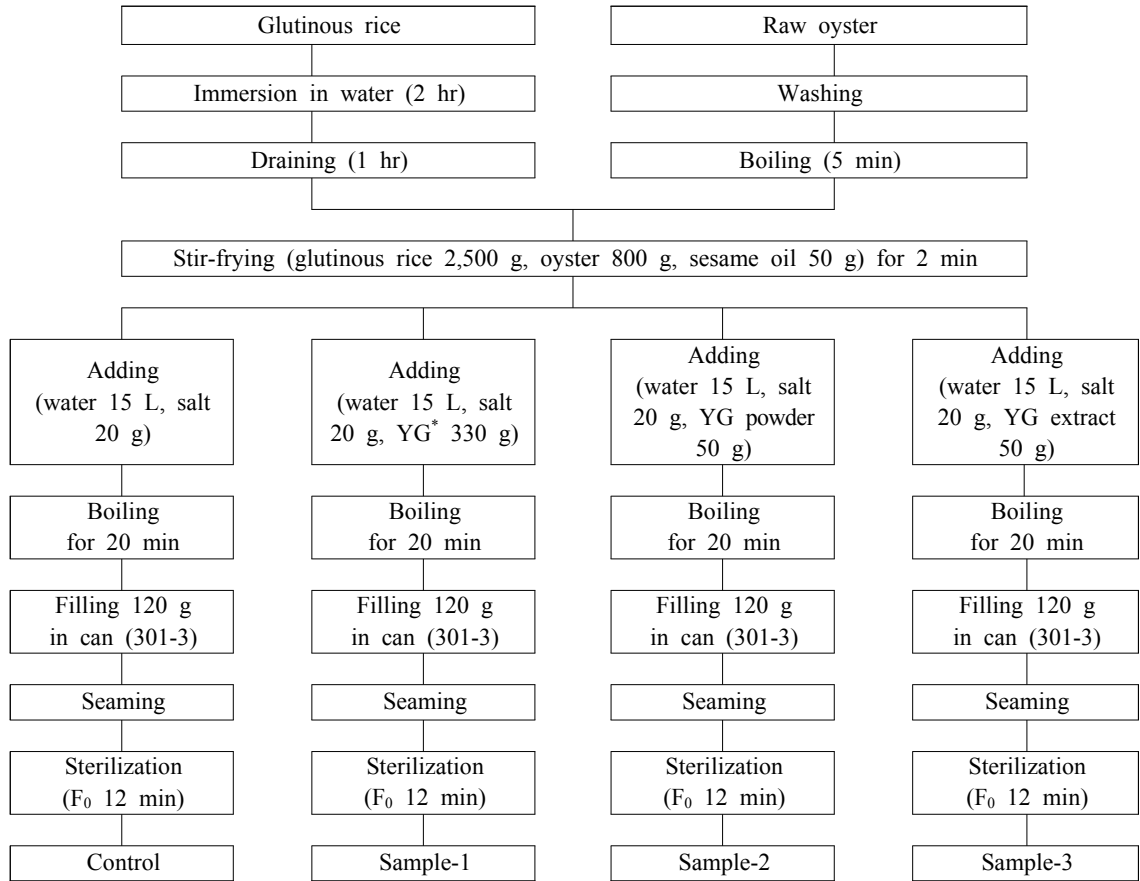 Glutinous rice
Raw oyster
Immersion in water (2 hr)
Washing
Draining (1 hr)
Boiling (5 min)
Stir-frying (glutinous rice 2,500 g, oyster 800 g, sesame oil 50 g) for 2 min
Adding
(water 15 L, salt
20 g)
Adding
(water 15 L, salt
20 g, YG* 330 g)
Adding
(water 15 L, salt
20 g, YG powder
50 g)
Adding
(water 15 L, salt
20 g, YG extract
50 g)
Boiling
for 20 min
Boiling
for 20 min
Boiling
for 20 min
Boiling
for 20 min
Filling 120 g
in can (301-3)
Filling 120 g
in can (301-3)
Filling 120 g
in can (301-3)
Filling 120 g
in can (301-3)
Seaming
Seaming
Seaming
Seaming
Sterilization
(F₀ 12 min)
Sterilization
(F₀ 12 min)
Sterilization
(F₀ 12 min)
Sterilization
(F₀ 12 min)
Control
Sample-1
Sample-2
Sample-3